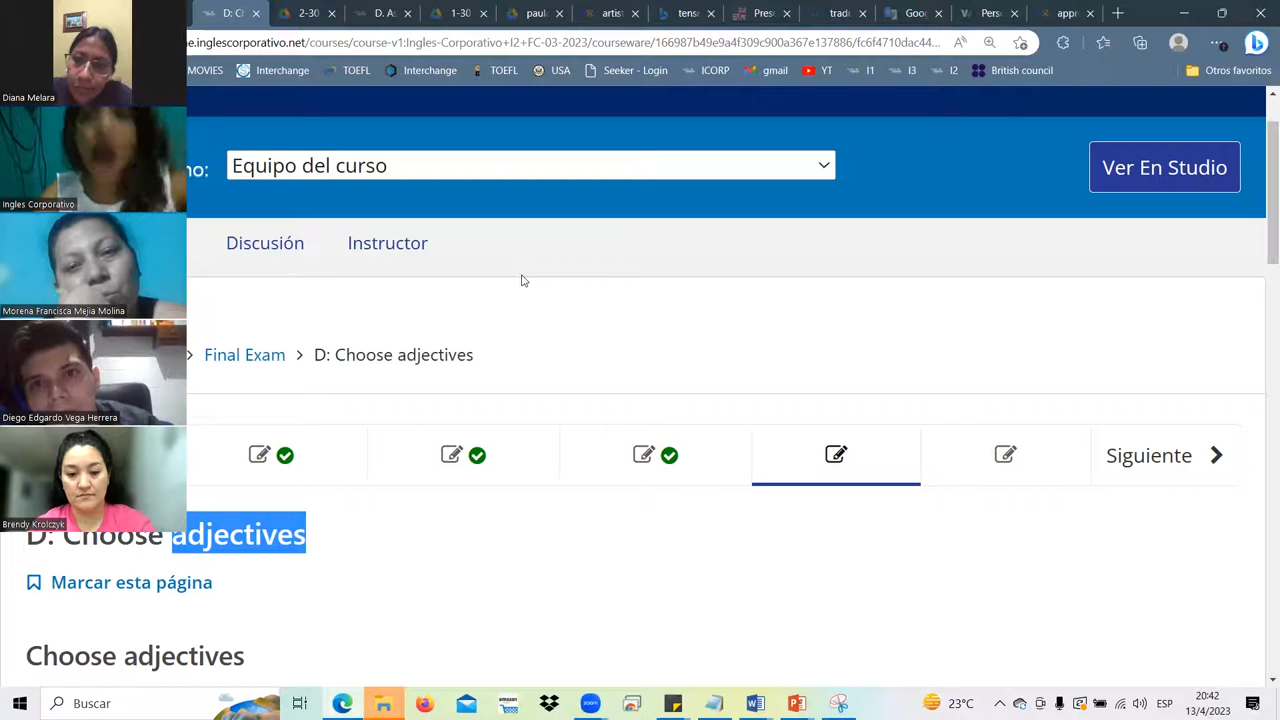 D: Cl
2-30
D. As
1-30
paul
artis
tens
Pre
trad
Goo
Pers
appr
e.inglescorporativo.net/courses/course-v1:Ingles-Corporativo+I2+FC-03-2023/courseware/166987b49e9a4f309c900a367e137886/fc6f4710dac44...
MOVIES
Interchange
TOEFL
Interchange
TOEFL
USA
Seeker - Login
ICORP
gmail
YT
I1
I3
I2
British council
Otros favoritos
Diana Melara
no:
Equipo del curso
Ver En Studio
Ingles Corporativo
Discusión
Instructor
Morena Francisca Mejia Molina
Final Exam > D: Choose adjectives
Diego Edgardo Vega Herrera
Siguiente
Brendy Krolczyk
D: Choose adjectives
Marcar esta página
Choose adjectives
Buscar
23°C
ESP
20:42
13/4/2023